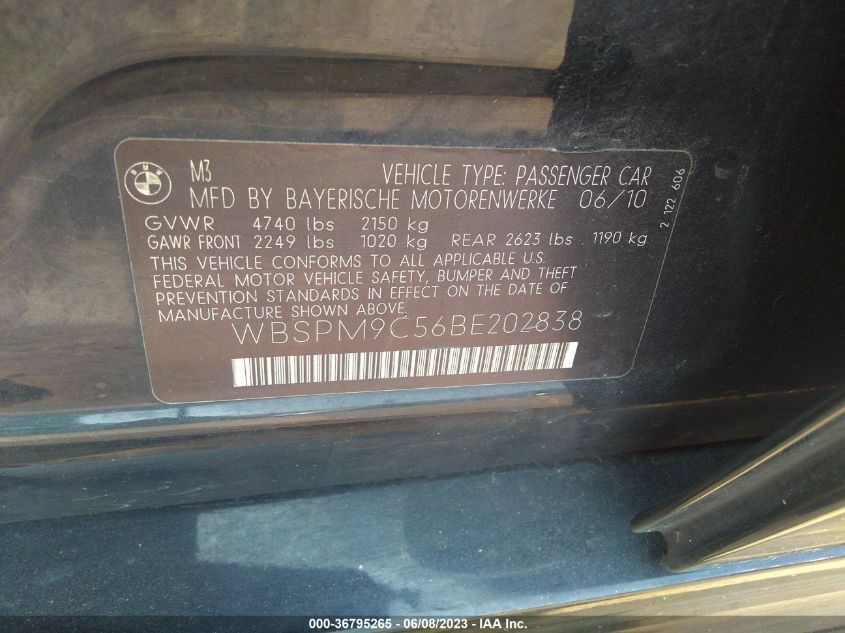 BMW
M3 VEHICLE TYPE: PASSENGER CAR
MFD BY BAYERISCHE MOTORENWERKE 06/10
GVWR 4740 lbs 2150 kg
GAWR FRONT 2249 lbs 1020 kg REAR 2623 lbs 1190 kg
THIS VEHICLE CONFORMS TO ALL APPLICABLE U.S.
FEDERAL MOTOR VEHICLE SAFETY, BUMPER AND THEFT
PREVENTION STANDARDS IN EFFECT ON THE DATE OF
MANUFACTURE SHOWN ABOVE.
WBSPM9C56BE202838
2 122 606
000-36795265 - 06/08/2023 - IAA Inc.